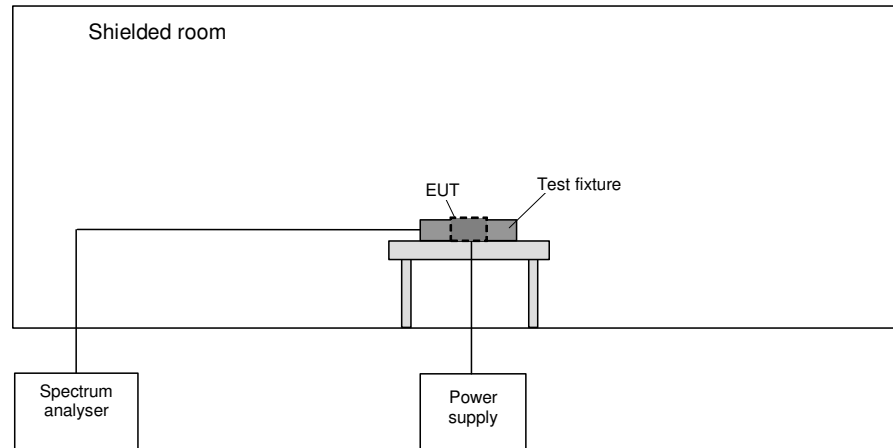 Shielded room
EUT
Test fixture
Spectrum
analyser
Power
supply